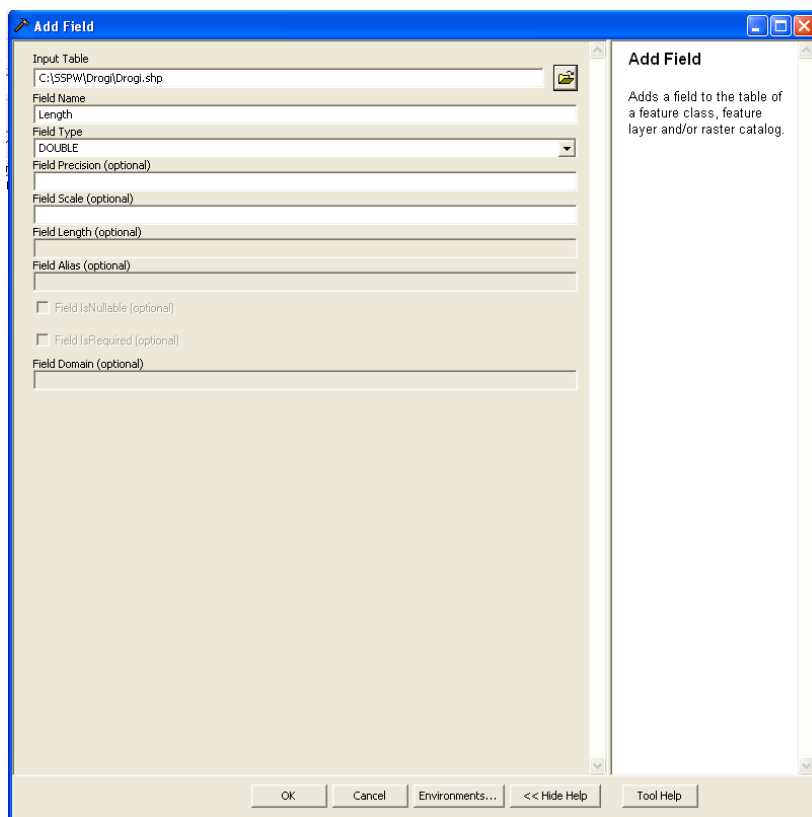 Add Field
Input Table
C:\SSPW\Drogi\Drogi.shp
Field Name
Length
Field Type
DOUBLE
Field Precision (optional)
Field Scale (optional)
Field Length (optional)
Field Alias (optional)
Field IsNullable (optional)
Field IsRequired (optional)
Field Domain (optional)
Add Field
Adds a field to the table of
a feature class, feature
layer and/or raster catalog.
OK Cancel Environments... << Hide Help Tool Help